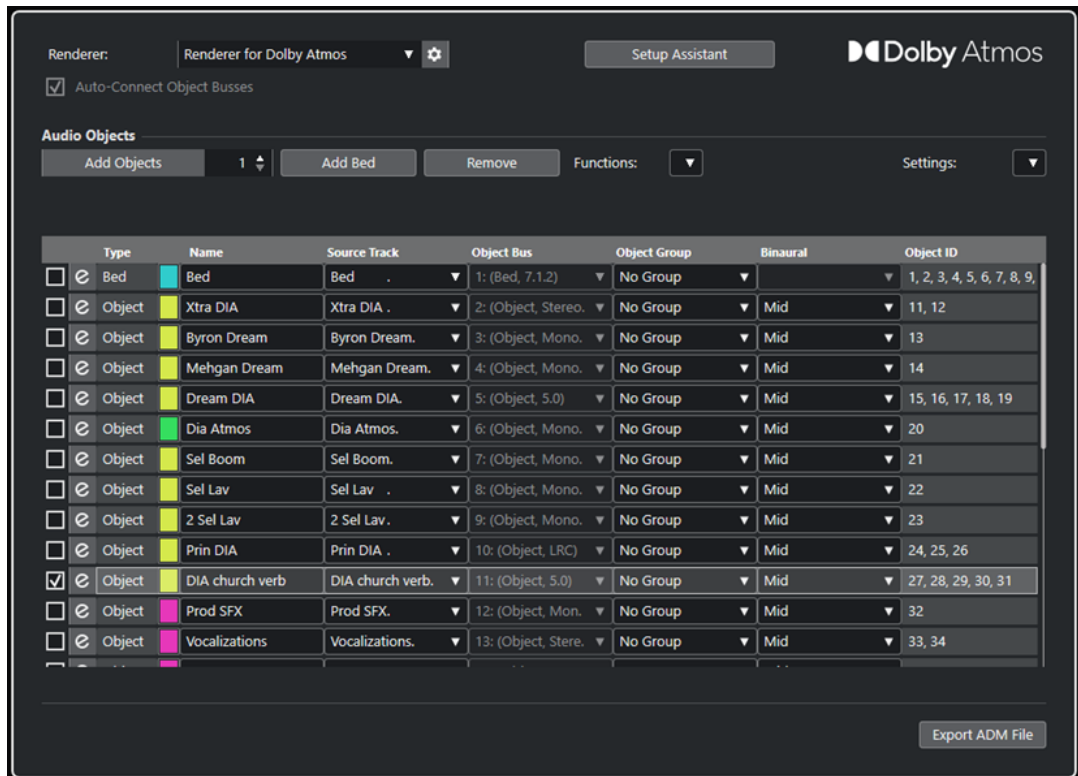 Renderer: Renderer for Dolby Atmos Setup Assistant Dolby Atmos
Auto-Connect Object Busses
Audio Objects
Add Objects 1 Add Bed Remove Functions: Settings:
Type Name Source Track Object Bus Object Group Binaural Object ID
e Bed Bed Bed . 1: (Bed, 7.1.2) No Group 1, 2, 3, 4, 5, 6, 7, 8, 9,
e Object Xtra DIA Xtra DIA . 2: (Object, Stereo. No Group Mid 11, 12
e Object Byron Dream Byron Dream. 3: (Object, Mono. No Group Mid 13
e Object Mehgan Dream Mehgan Dream. 4: (Object, Mono. No Group Mid 14
e Object Dream DIA Dream DIA. 5: (Object, 5.0) No Group Mid 15, 16, 17, 18, 19
e Object Dia Atmos Dia Atmos. 6: (Object, Mono. No Group Mid 20
e Object Sel Boom Sel Boom. 7: (Object, Mono. No Group Mid 21
e Object Sel Lav Sel Lav . 8: (Object, Mono. No Group Mid 22
e Object 2 Sel Lav 2 Sel Lav. 9: (Object, Mono. No Group Mid 23
e Object Prin DIA Prin DIA . 10: (Object, LRC) No Group Mid 24, 25, 26
e Object DIA church verb DIA church verb. 11: (Object, 5.0) No Group Mid 27, 28, 29, 30, 31
e Object Prod SFX Prod SFX. 12: (Object, Mon. No Group Mid 32
e Object Vocalizations Vocalizations. 13: (Object, Stere. No Group Mid 33, 34
Export ADM File